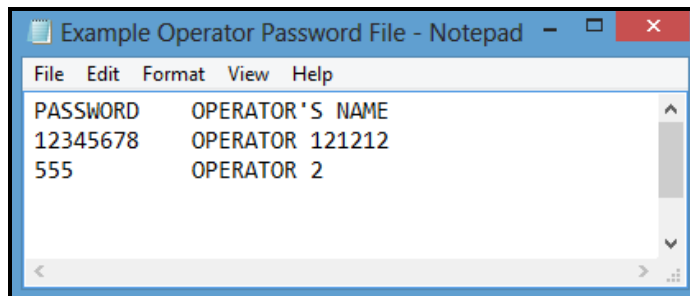 Example Operator Password File - Notepad
File Edit Format View Help
PASSWORD OPERATOR'S NAME
12345678 OPERATOR 121212
555 OPERATOR 2